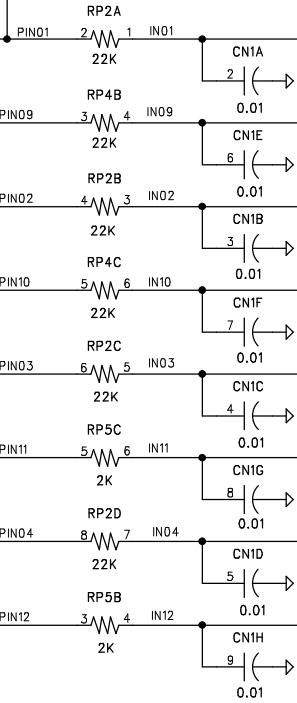 RP2A
PIN01 2 1 IN01
22K
CN1A
2
0.01
RP4B
PIN09 3 4 IN09
22K
CN1E
6
0.01
RP2B
PIN02 4 3 IN02
22K
CN1B
3
0.01
RP4C
PIN10 5 6 IN10
22K
CN1F
7
0.01
RP2C
PIN03 6 5 IN03
22K
CN1C
4
0.01
RP5C
PIN11 5 6 IN11
2K
CN1G
8
0.01
RP2D
PIN04 8 7 IN04
22K
CN1D
5
0.01
RP5B
PIN12 3 4 IN12
2K
CN1H
9
0.01